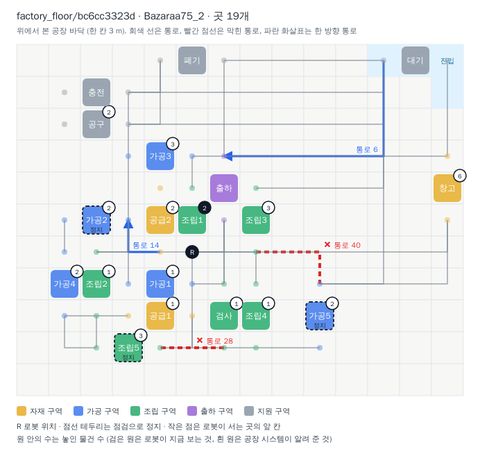 factory_floor/bc6cc3323d · Bazaraa75_2 · 곳 19개
위에서 본 공장 바닥 (한 칸 3 m). 회색 선은 통로, 빨간 점선은 막힌 통로, 파란 화살표는 한 방향 통로
폐기
대기
전립
충전
공구
2
통로 6
가공3
3
출하
창고
6
가공2
정지
2
공급2
2
조립1
2
조립3
3
통로 14
R
통로 40
가공4
2
조립2
1
가공1
1
공급1
1
검사
1
조립4
1
가공5
정지
2
조립5
정지
3
통로 28
자재 구역
가공 구역
조립 구역
출하 구역
지원 구역
R 로봇 위치 · 점선 테두리는 점검으로 정지 · 작은 점은 로봇이 서는 곳의 앞 칸
원 안의 수는 놓인 물건 수 (검은 원은 로봇이 지금 보는 것, 흰 원은 공장 시스템이 알려 준 것)